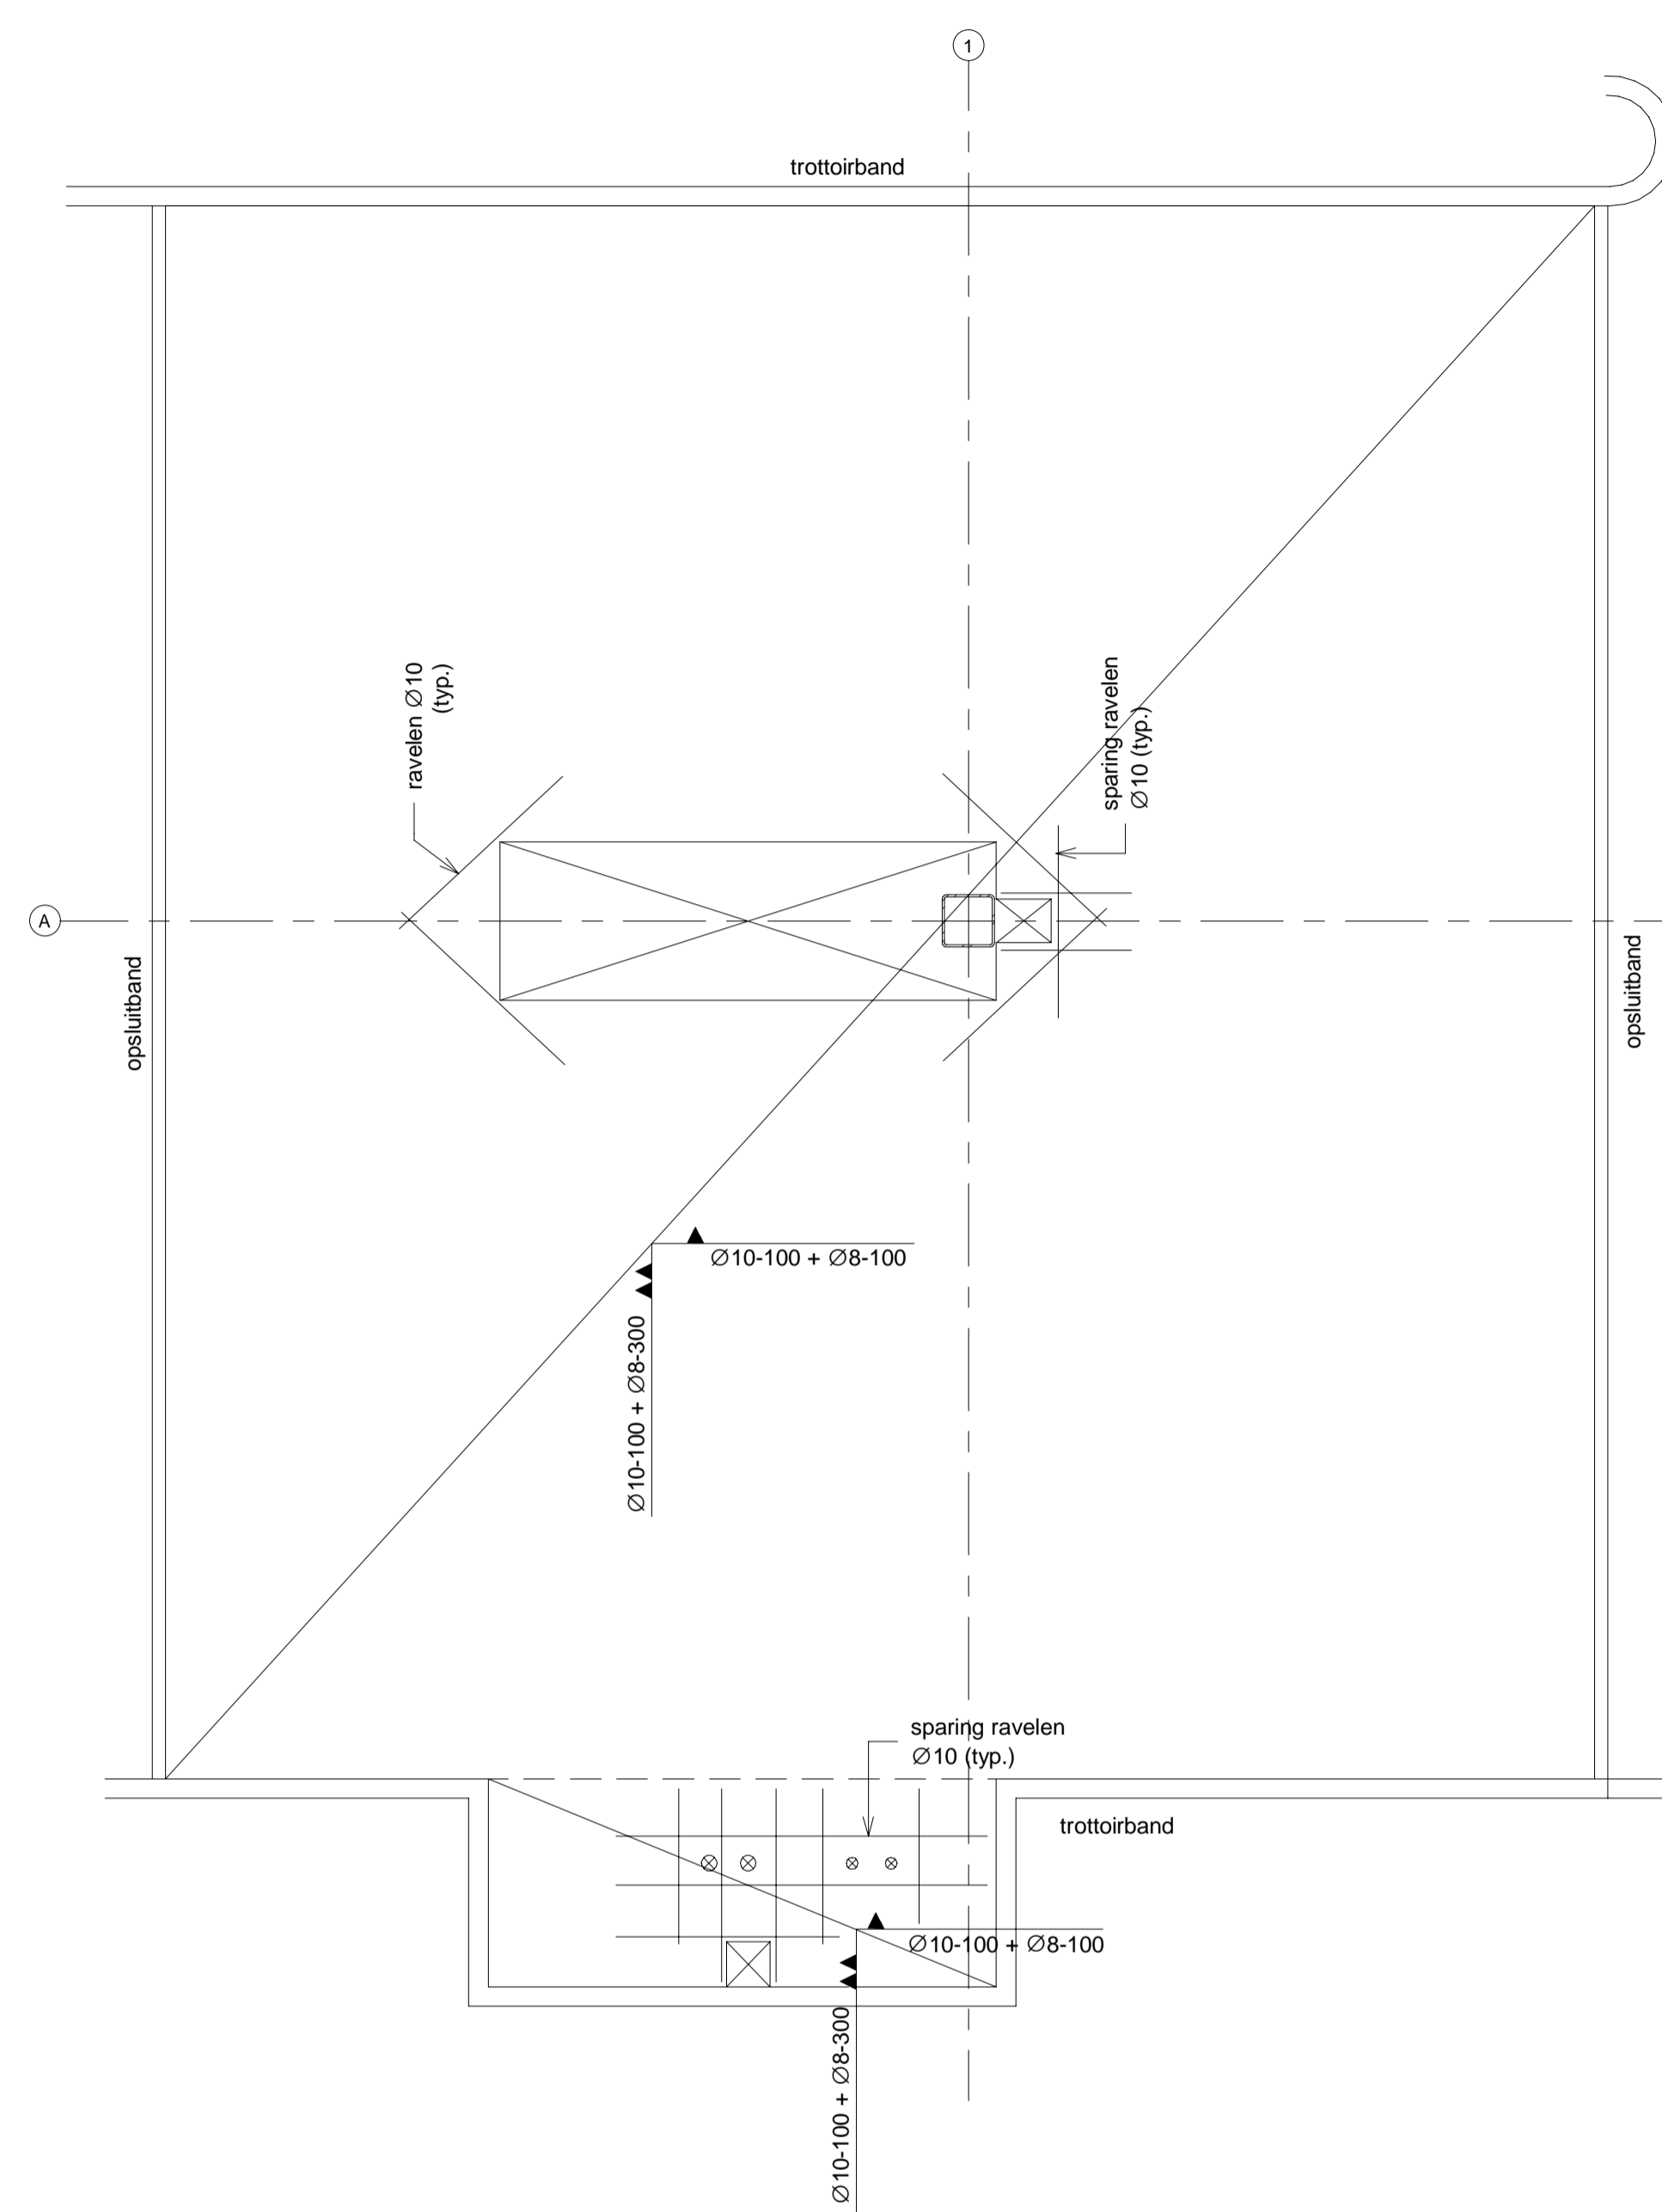 1
trottoirband
ravelen Ø10
(typ.)
sparing ravelen
Ø10 (typ.)
A
opsluitband
opsluitband
Ø10-100 + Ø8-100
Ø10-100 + Ø8-300
sparing ravelen
Ø10 (typ.)
trottoirband
Ø10-100 + Ø8-100
Ø10-100 + Ø8-300